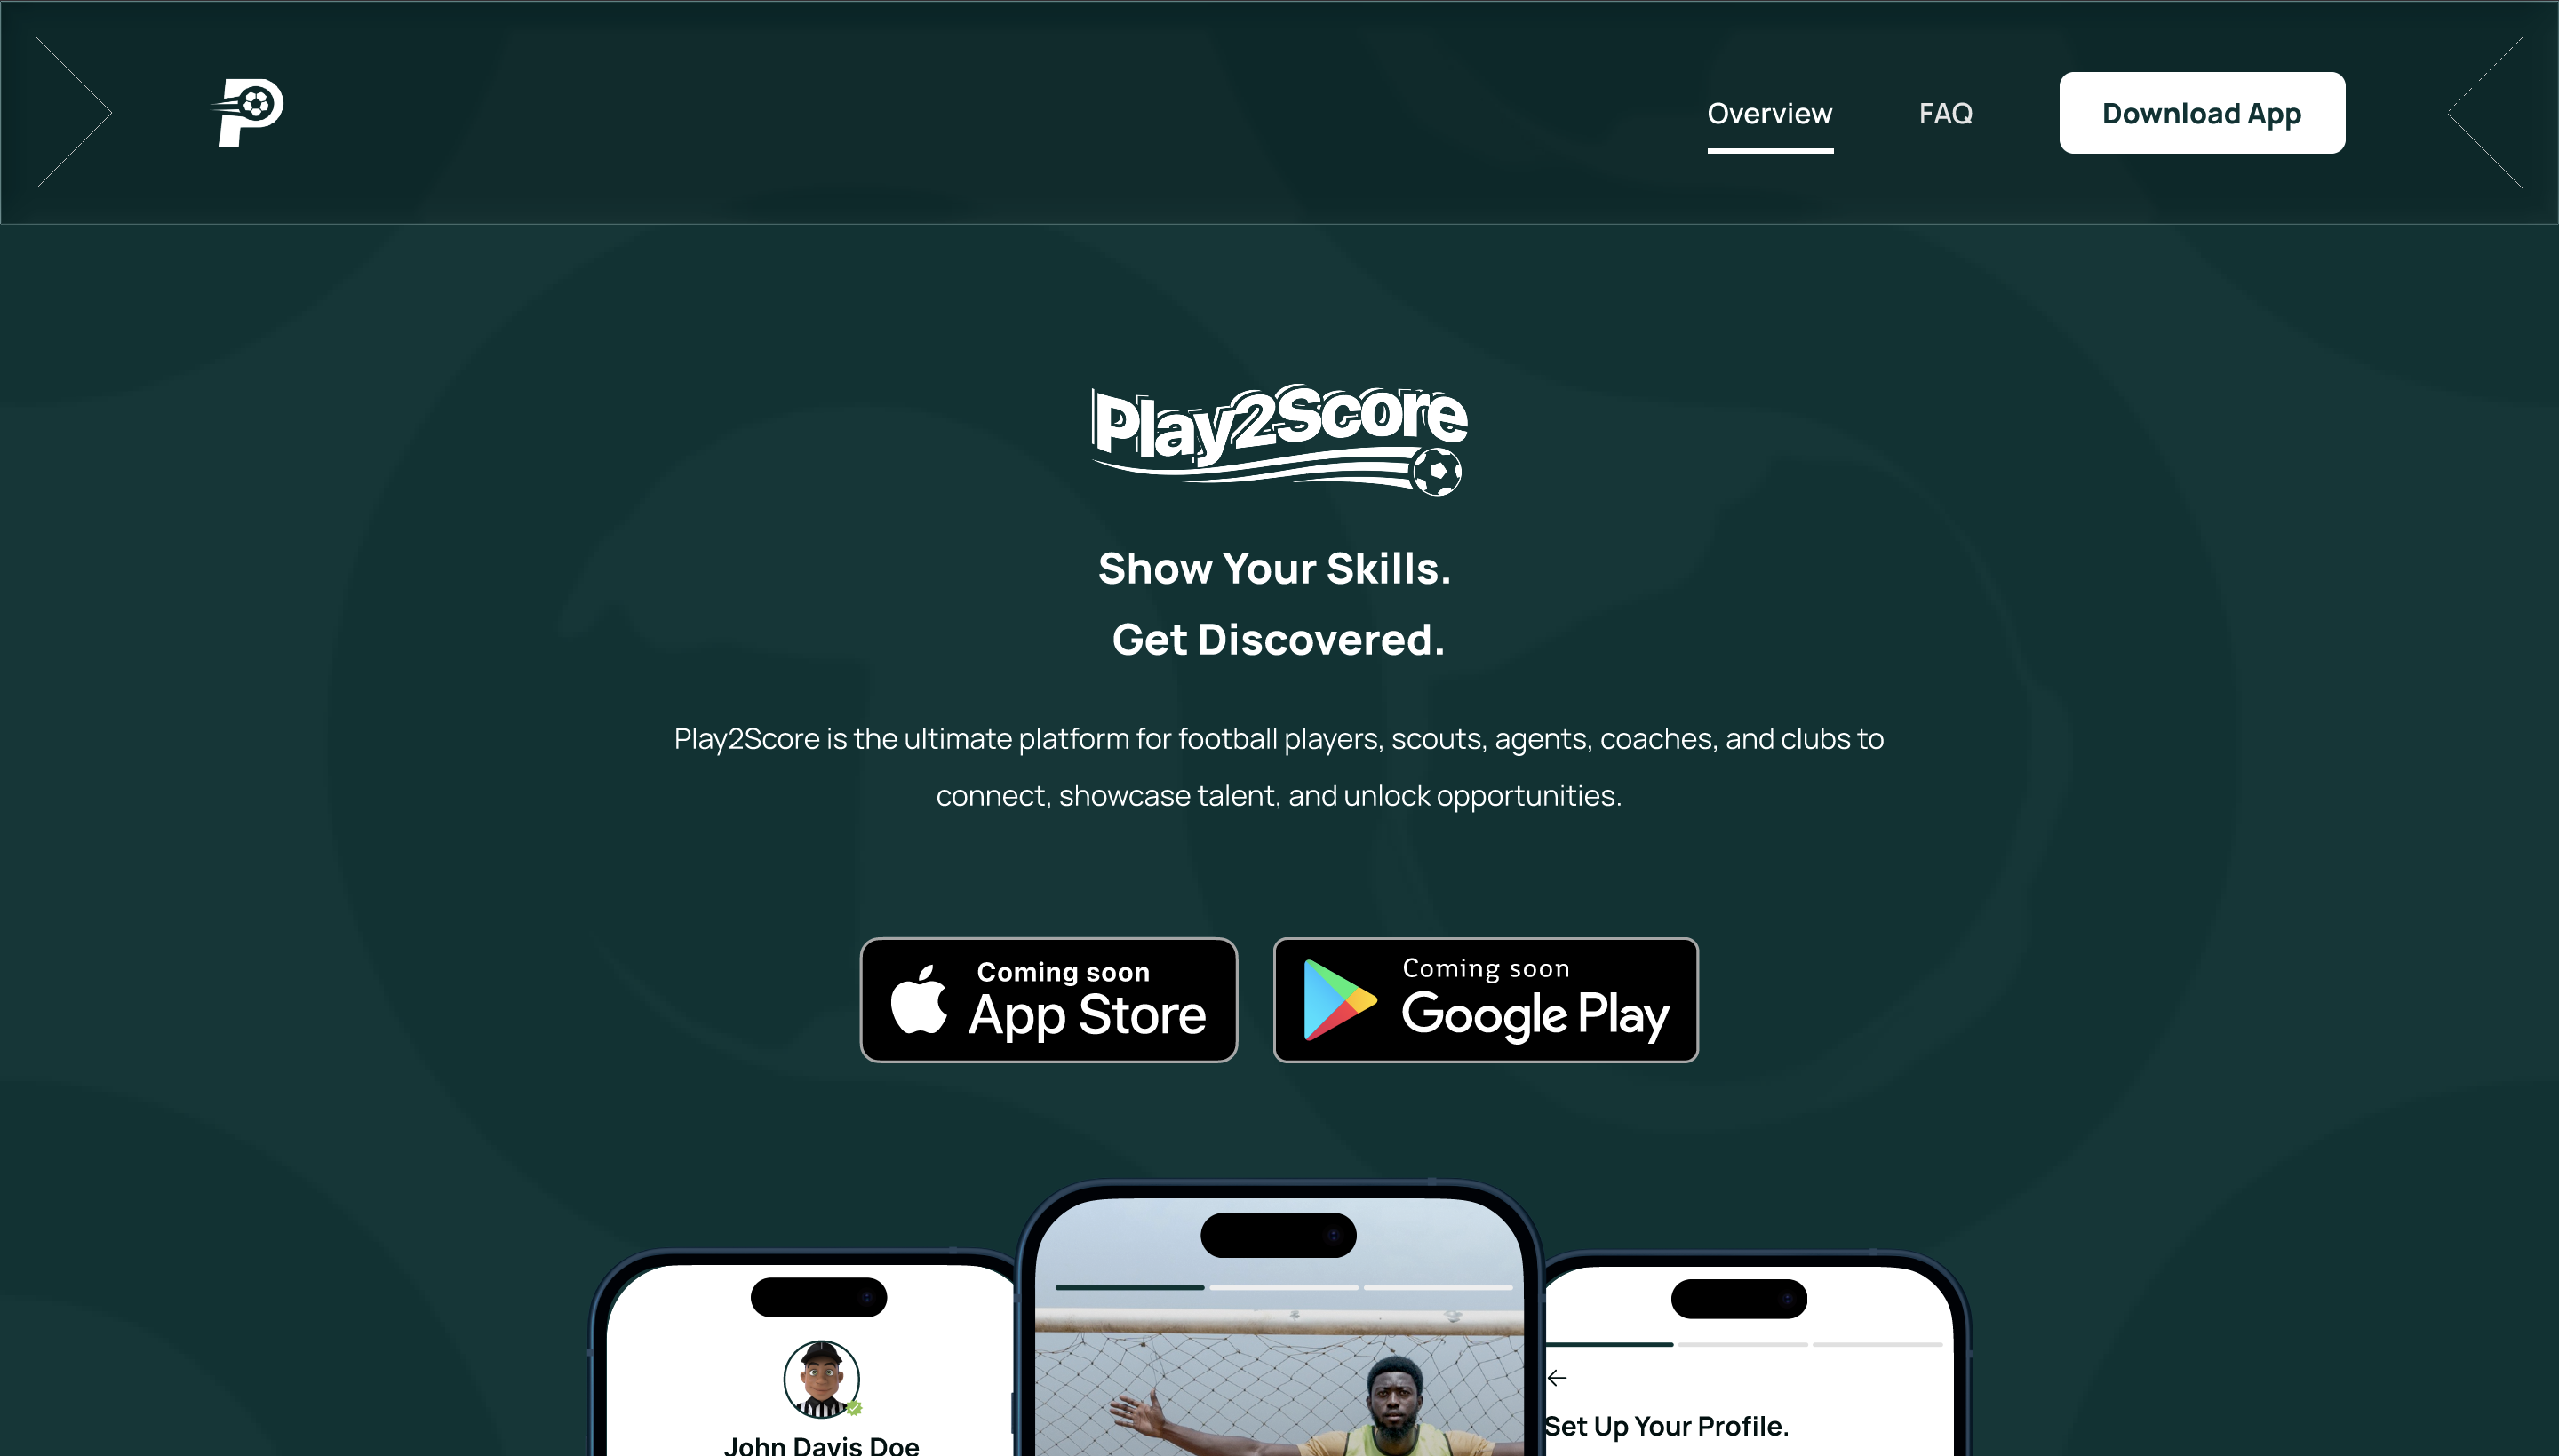 P
Overview
FAQ
Download App
Play2Score
Show Your Skills.
Get Discovered.
Play2Score is the ultimate platform for football players, scouts, agents, coaches, and clubs to
connect, showcase talent, and unlock opportunities.
Coming soon
App Store
Coming soon
Google Play
John Davis Doe
Set Up Your Profile.